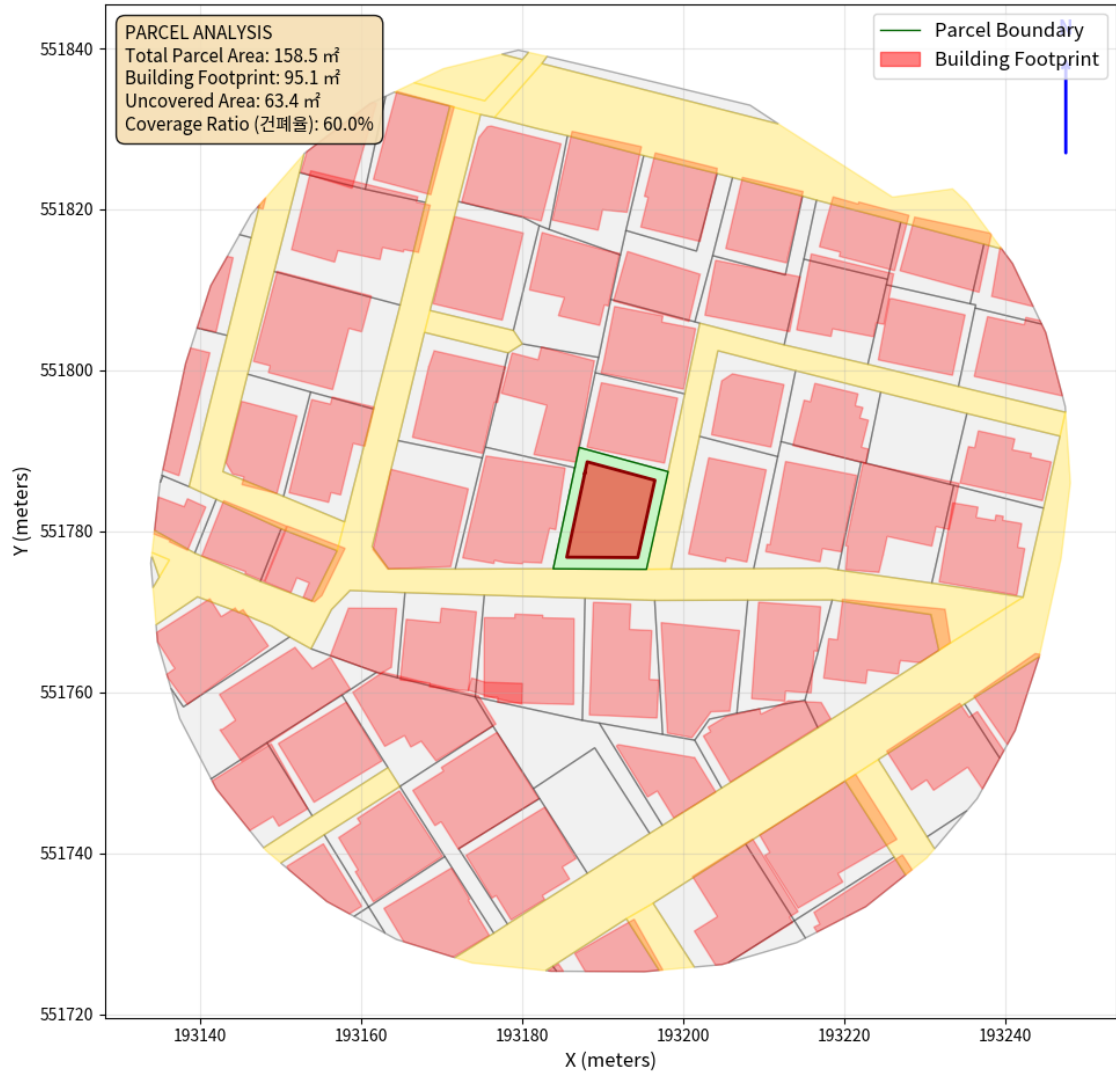 PARCEL ANALYSIS
Total Parcel Area: 158.5 ㎡
Building Footprint: 95.1 ㎡
Uncovered Area: 63.4 ㎡
Coverage Ratio (건폐율): 60.0%
Parcel Boundary
Building Footprint
N
551840
551820
551800
551780
551760
551740
551720
Y (meters)
193140
193160
193180
193200
193220
193240
X (meters)